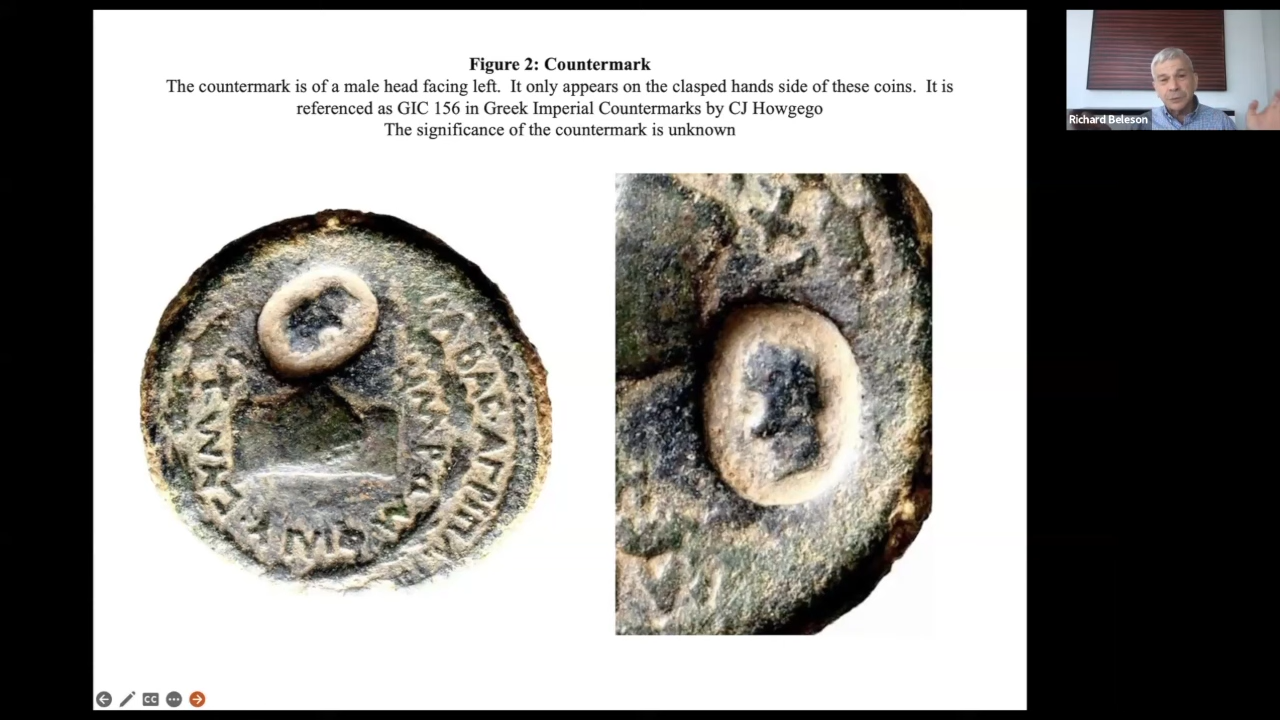 Figure 2: Countermark
The countermark is of a male head facing left. It only appears on the clasped hands side of these coins. It is
referenced as GIC 156 in Greek Imperial Countermarks by CJ Howgego
The significance of the countermark is unknown
Richard Beleson
CC